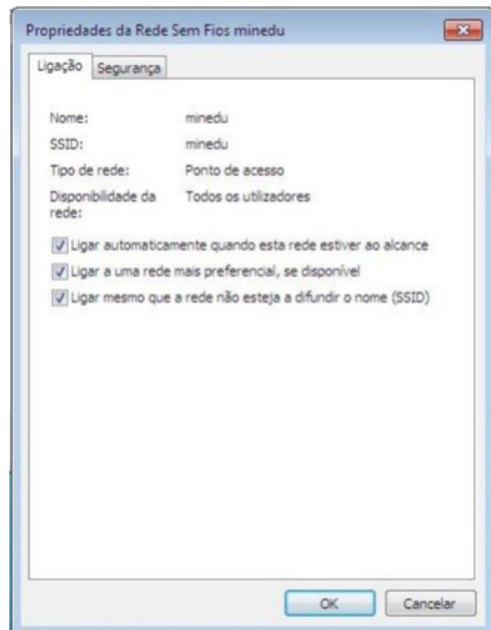 Propriedades da Rede Sem Fios minedu
Ligação Segurança
Nome: minedu
SSID: minedu
Tipo de rede: Ponto de acesso
Disponibilidade da rede: Todos os utilizadores
Ligar automaticamente quando esta rede estiver ao alcance
Ligar a uma rede mais preferencial, se disponível
Ligar mesmo que a rede não esteja a difundir o nome (SSID)
OK Cancelar